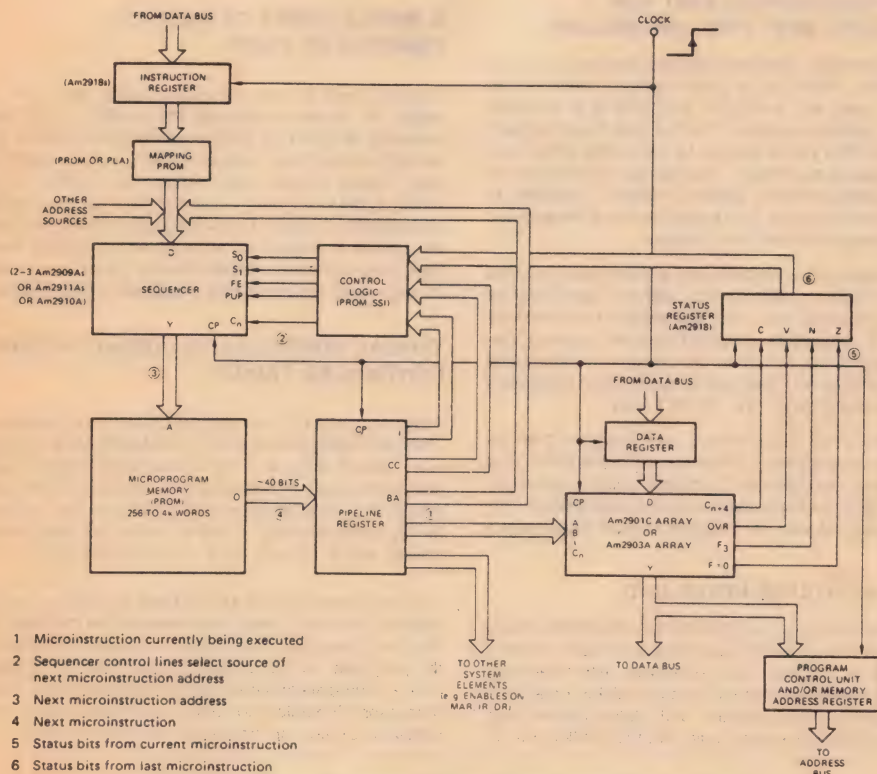 FROM DATA BUS
CLOCK
(Am2918s)
INSTRUCTION
REGISTER
(PROM OR PLA)
MAPPING
PROM
OTHER
ADDRESS
SOURCES
(2-3 Am2909As
OR Am2911As
OR Am2910A)
D
SEQUENCER
Y
CP
S0
S1
FE
PUP
Cn
CONTROL
LOGIC
(PROM SSI)
②
③
⑥
STATUS
REGISTER
(Am2918)
C V N Z
⑤
FROM DATA BUS
DATA
REGISTER
A
MICROPROGRAM
MEMORY
(PROM)
256 TO 4k WORDS
O
~40 BITS
④
CP
I
CC
BA
PIPELINE
REGISTER
①
CP
D
A
B
I
Cn
Am2901C ARRAY
OR
Am2903A ARRAY
Y
Cn+4
OVR
F3
F=0
1 Microinstruction currently being executed
2 Sequencer control lines select source of
next microinstruction address
3 Next microinstruction address
4 Next microinstruction
5 Status bits from current microinstruction
6 Status bits from last microinstruction
TO OTHER
SYSTEM
ELEMENTS
(e.g. ENABLES ON
MAR, IR, DR)
TO DATA BUS
PROGRAM
CONTROL UNIT
AND/OR MEMORY
ADDRESS REGISTER
TO
ADDRESS
BUS